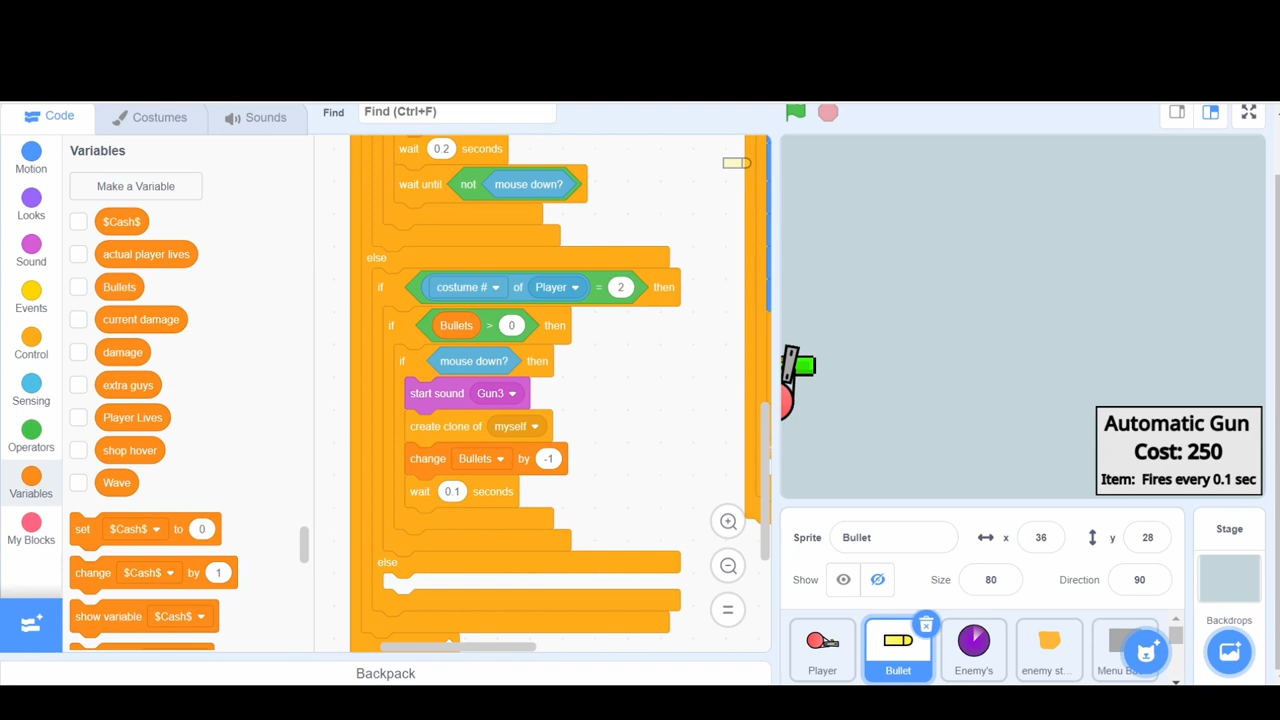 Code
Costumes
Sounds
Find
Find (Ctrl+F)
Motion
Looks
Sound
Events
Control
Sensing
Operators
Variables
My Blocks
Variables
Make a Variable
$Cash$
actual player lives
Bullets
current damage
damage
extra guys
Player Lives
shop hover
Wave
set $Cash$ to 0
change $Cash$ by 1
show variable $Cash$
wait 0.2 seconds
wait until not mouse down?
else
if costume # of Player = 2 then
if Bullets > 0 then
if mouse down? then
start sound Gun3
create clone of myself
change Bullets by -1
wait 0.1 seconds
else
Backpack
Automatic Gun
Cost: 250
Item: Fires every 0.1 sec
Sprite Bullet x 36 y 28
Show Size 80 Direction 90
Player
Bullet
Enemy's
enemy st...
Menu
Stage
Backdrops